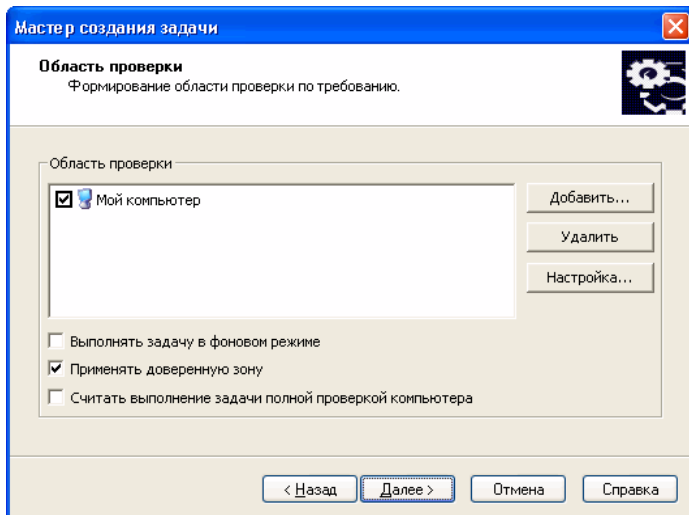 Мастер создания задачи
Область проверки
Формирование области проверки по требованию.
Область проверки
Мой компьютер
Добавить...
Удалить
Настройка...
Выполнять задачу в фоновом режиме
Применять доверенную зону
Считать выполнение задачи полной проверкой компьютера
< Назад
Далее >
Отмена
Справка